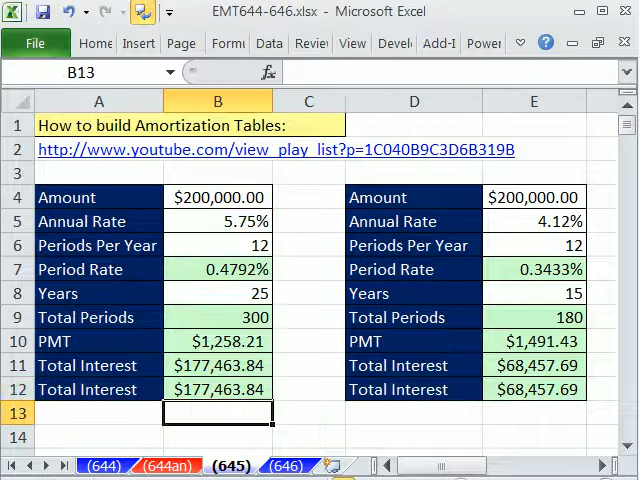 EMT644-646.xlsx - Microsoft Excel
File Home Insert Page Formu Data Reviev View Develo Add-I Power
B13 fx
A B C D E
1 How to build Amortization Tables:
2 http://www.youtube.com/view_play_list?p=1C040B9C3D6B319B
3
4 Amount $200,000.00 Amount $200,000.00
5 Annual Rate 5.75% Annual Rate 4.12%
6 Periods Per Year 12 Periods Per Year 12
7 Period Rate 0.4792% Period Rate 0.3433%
8 Years 25 Years 15
9 Total Periods 300 Total Periods 180
10 PMT $1,258.21 PMT $1,491.43
11 Total Interest $177,463.84 Total Interest $68,457.69
12 Total Interest $177,463.84 Total Interest $68,457.69
13
14
(644) (644an) (645) (646)